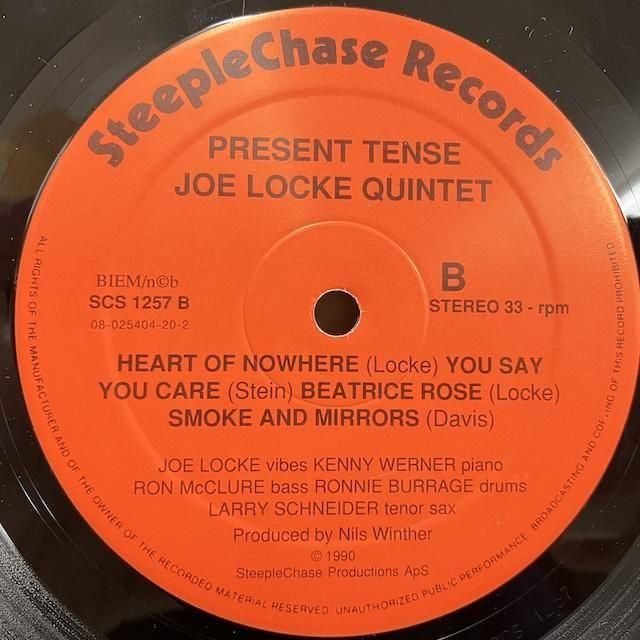 SteepleChase Records
PRESENT TENSE
JOE LOCKE QUINTET
BIEM/n©b
SCS 1257 B
08-025404-20-2
B
STEREO 33 - rpm
HEART OF NOWHERE (Locke) YOU SAY
YOU CARE (Stein) BEATRICE ROSE (Locke)
SMOKE AND MIRRORS (Davis)
JOE LOCKE vibes KENNY WERNER piano
RON McCLURE bass RONNIE BURRAGE drums
LARRY SCHNEIDER tenor sax
Produced by Nils Winther
© 1990
SteepleChase Productions ApS
ALL RIGHTS OF THE MANUFACTURER AND OF THE OWNER OF THE RECORDED MATERIAL RESERVED. UNAUTHORIZED PUBLIC PERFORMANCE, BROADCASTING AND OF THIS RECORD PROHIBITED.